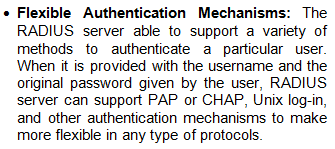 • Flexible Authentication Mechanisms: The
RADIUS server able to support a variety of
methods to authenticate a particular user.
When it is provided with the username and the
original password given by the user, RADIUS
server can support PAP or CHAP, Unix log-in,
and other authentication mechanisms to make
more flexible in any type of protocols.